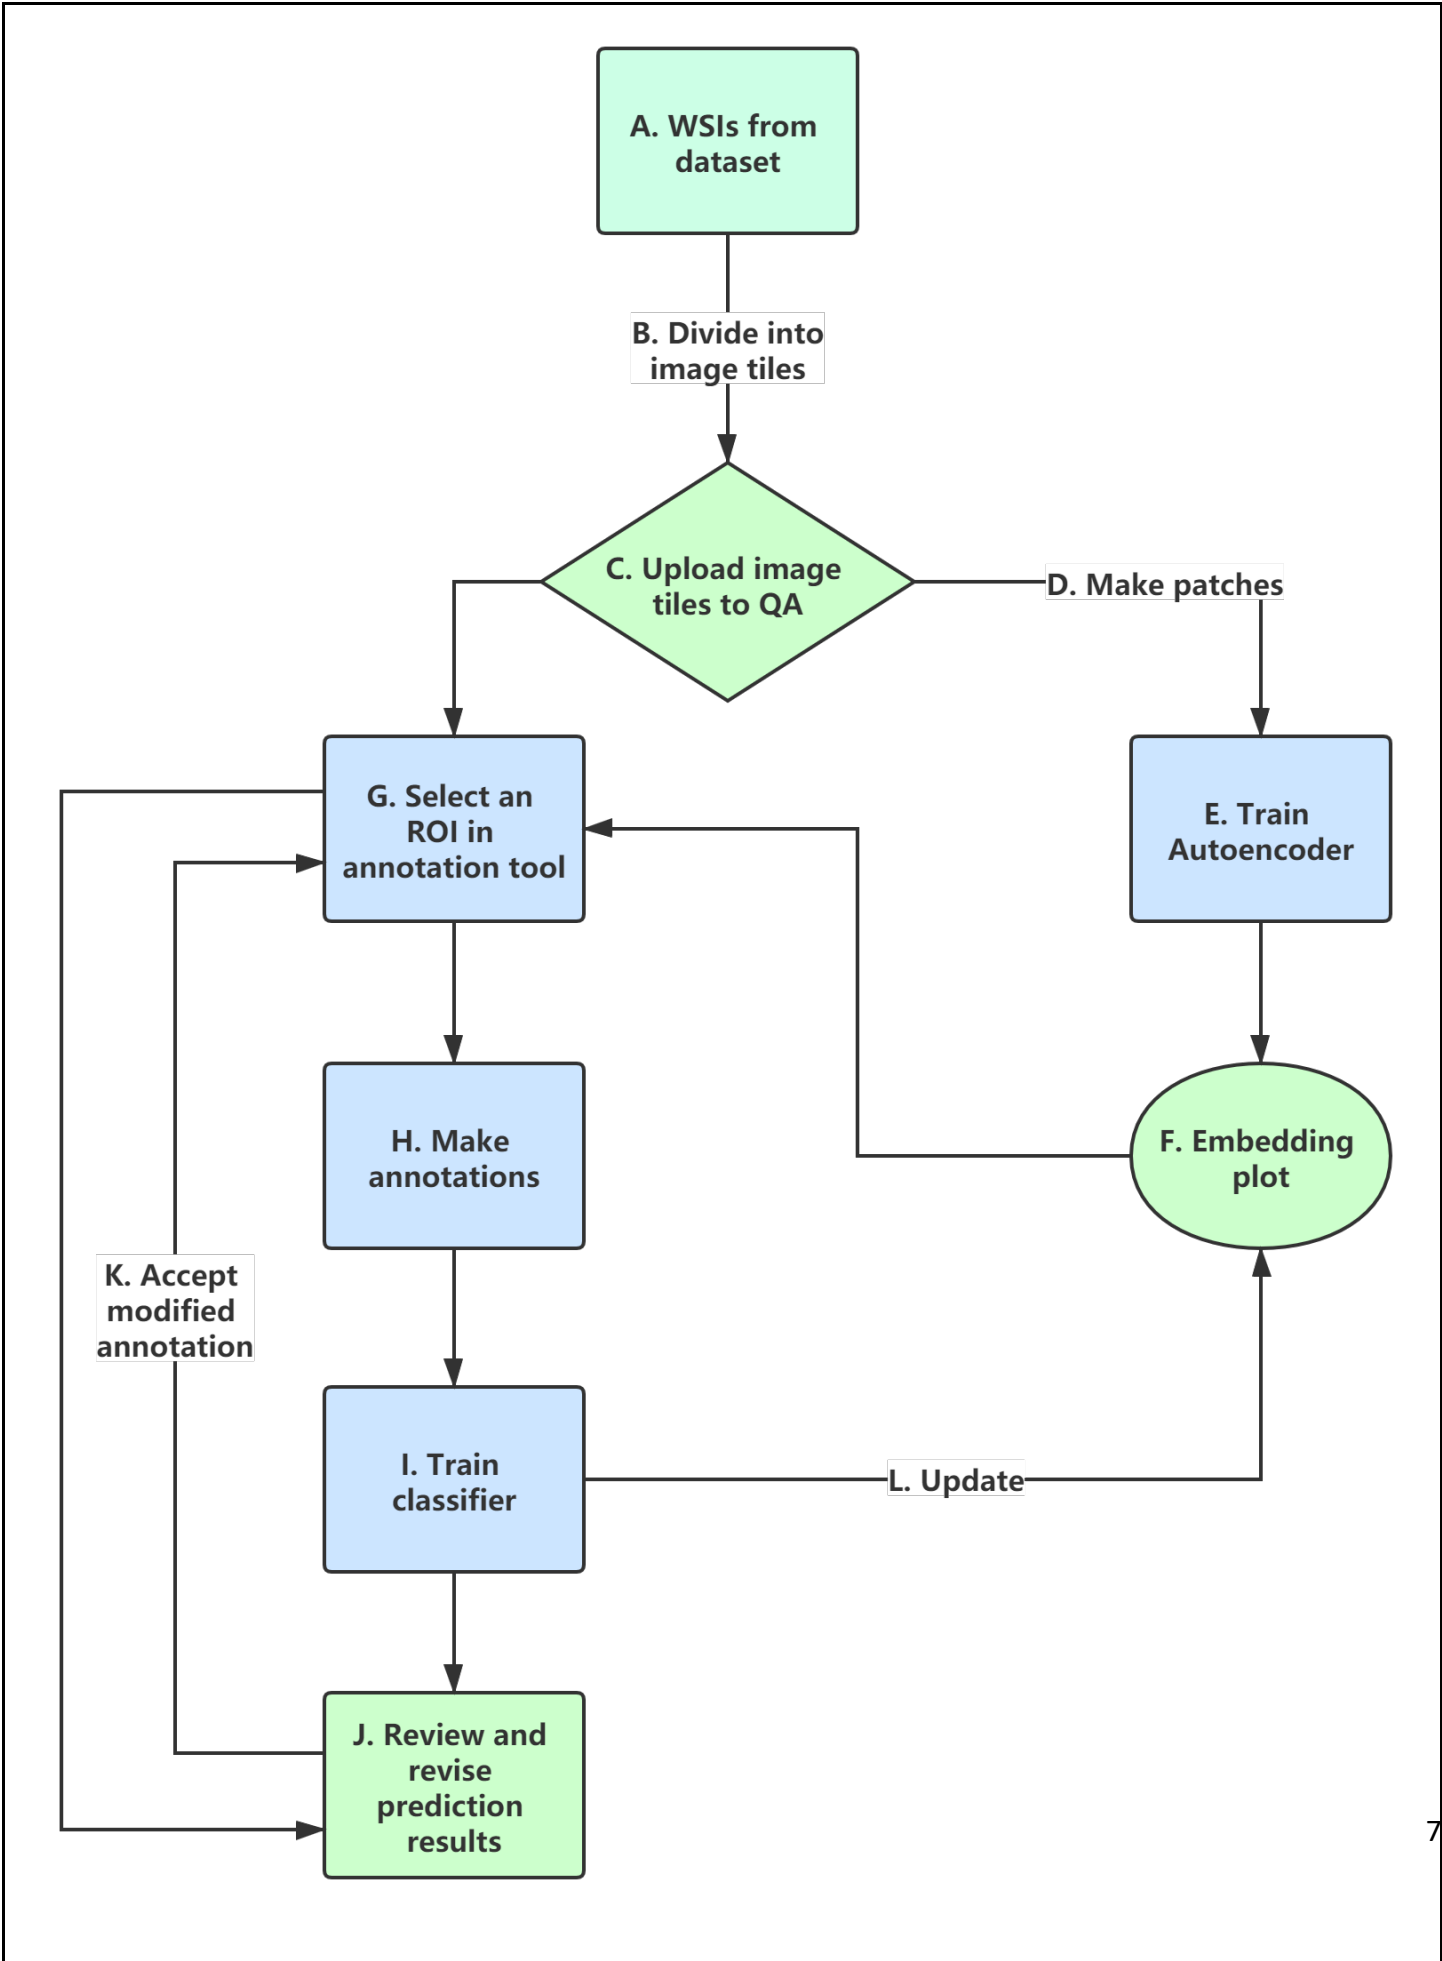 A. WSIs from
dataset
B. Divide into
image tiles
C. Upload image
tiles to QA
D. Make patches
G. Select an
ROI in
annotation tool
E. Train
Autoencoder
H. Make
annotations
F. Embedding
plot
K. Accept
modified
annotation
I. Train
classifier
L. Update
J. Review and
revise
prediction
results
7